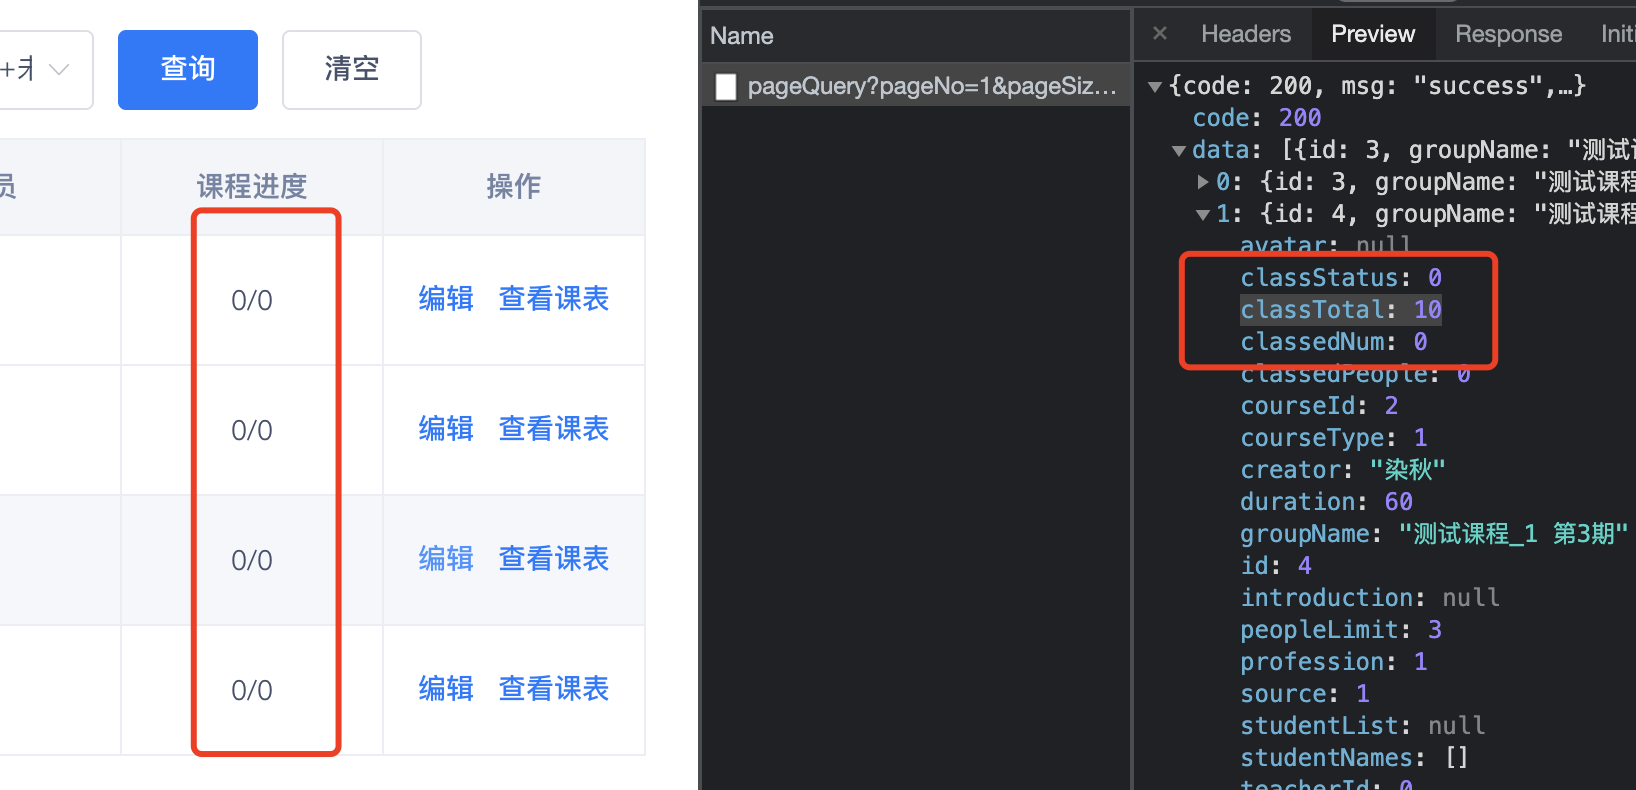 查询
清空
员
课程进度
操作
0/0
编辑 查看课表
0/0
编辑 查看课表
0/0
编辑 查看课表
0/0
编辑 查看课表
Name
pageQuery?pageNo=1&pageSiz...
× Headers Preview Response Initi
{code: 200, msg: "success",…}
code: 200
data: [{id: 3, groupName: "测试
0: {id: 3, groupName: "测试课程
1: {id: 4, groupName: "测试课程
avatar: null
classStatus: 0
classTotal: 10
classedNum: 0
classedPeople: 0
courseId: 2
courseType: 1
creator: "染秋"
duration: 60
groupName: "测试课程_1 第3期"
id: 4
introduction: null
peopleLimit: 3
profession: 1
source: 1
studentList: null
studentNames: []
teacherId: 0